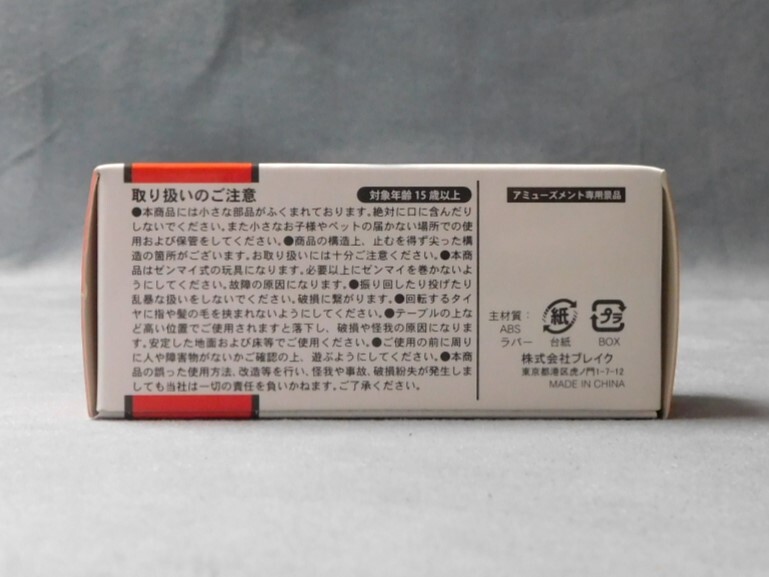 取り扱いのご注意
対象年齢15歳以上
●本商品には小さな部品がふくまれております。絶対に口に含んだり
しないでください。また小さなお子様やペットの届かない場所での使
用および保管をしてください。●商品の構造上、止むを得ず尖った構
造の箇所がございます。お取り扱いには十分ご注意ください。●本商
品はゼンマイ式の玩具になります。必要以上にゼンマイを巻かないよ
うにしてください。故障の原因になります。●振り回したり投げたり
乱暴な扱いをしないでください。破損に繋がります。●回転するタイ
ヤに指や髪の毛を挟まれないようにしてください。●テーブルの上な
ど高い位置でご使用されますと落下し、破損や怪我の原因になりま
す。安定した地面および床等でご使用ください。●ご使用の前に周り
に人や障害物がないかご確認の上、遊ぶようにしてください。●本商
品の誤った使用方法、改造等を行い、怪我や事故、破損紛失が発生しま
しても当社は一切の責任を負いかねます。ご了承ください。
アミューズメント専用景品
主材質：
ABS
ラバー
紙
台紙
プラ
BOX
株式会社ブレイク
東京都港区虎ノ門1-7-12
MADE IN CHINA